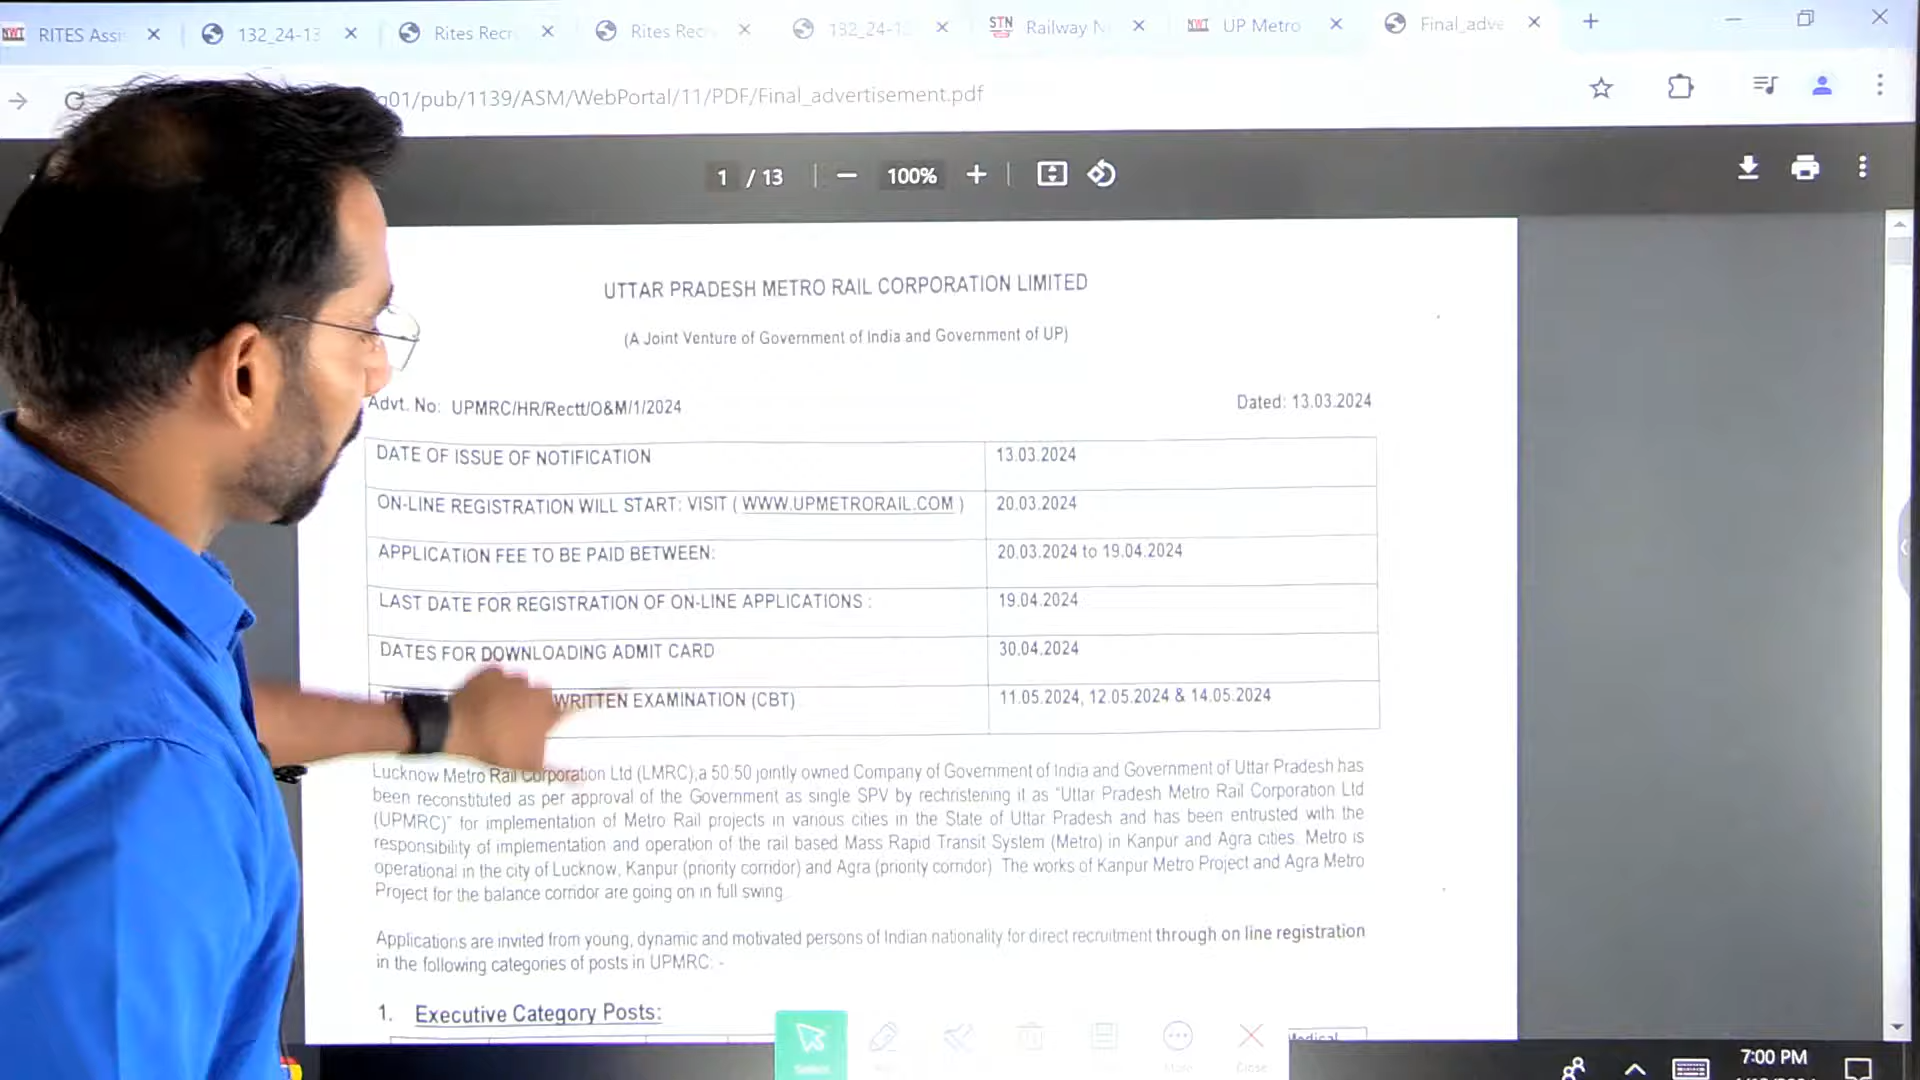 RITES Assi
132_24-13
Rites Recr
Rites Rec
132_24-1
STN
Railway N
NWT
UP Metro
Final_adve
g01/pub/1139/ASM/WebPortal/11/PDF/Final_advertisement.pdf
1 / 13
100%
UTTAR PRADESH METRO RAIL CORPORATION LIMITED
(A Joint Venture of Government of India and Government of UP)
Advt. No: UPMRC/HR/Rectt/O&M/1/2024
Dated: 13.03.2024
DATE OF ISSUE OF NOTIFICATION 13.03.2024
ON-LINE REGISTRATION WILL START: VISIT ( WWW.UPMETRORAIL.COM ) 20.03.2024
APPLICATION FEE TO BE PAID BETWEEN: 20.03.2024 to 19.04.2024
LAST DATE FOR REGISTRATION OF ON-LINE APPLICATIONS : 19.04.2024
DATES FOR DOWNLOADING ADMIT CARD 30.04.2024
WRITTEN EXAMINATION (CBT) 11.05.2024, 12.05.2024 & 14.05.2024
Lucknow Metro Rail Corporation Ltd (LMRC),a 50:50 jointly owned Company of Government of India and Government of Uttar Pradesh has
been reconstituted as per approval of the Government as single SPV by rechristening it as "Uttar Pradesh Metro Rail Corporation Ltd
(UPMRC)" for implementation of Metro Rail projects in various cities in the State of Uttar Pradesh and has been entrusted with the
responsibility of implementation and operation of the rail based Mass Rapid Transit System (Metro) in Kanpur and Agra cities. Metro is
operational in the city of Lucknow, Kanpur (priority corridor) and Agra (priority corridor) The works of Kanpur Metro Project and Agra Metro
Project for the balance corridor are going on in full swing
Applications are invited from young, dynamic and motivated persons of Indian nationality for direct recruitment through on line registration
in the following categories of posts in UPMRC: -
1. Executive Category Posts:
Medical
Select
More
Close
7:00 PM